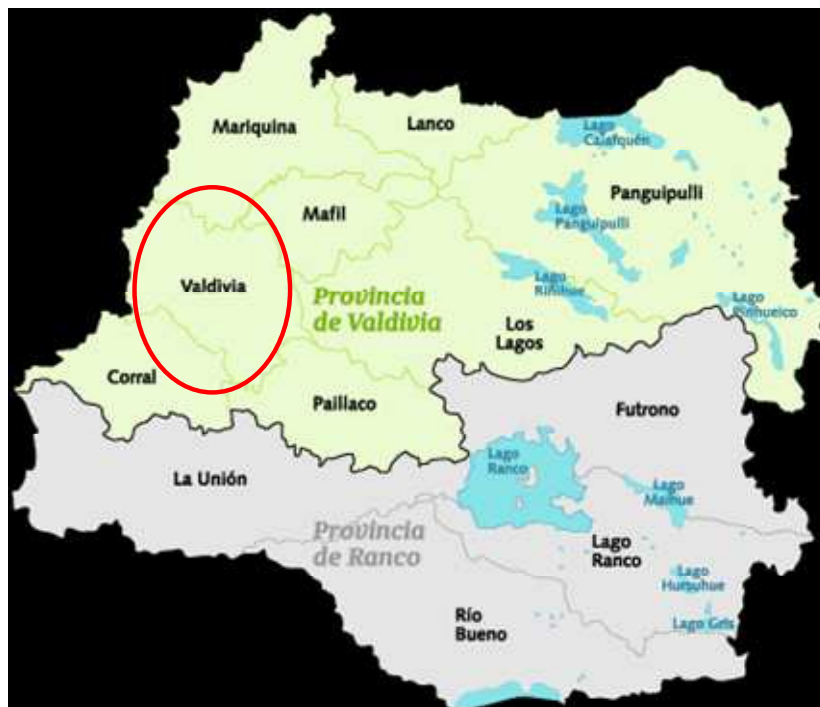 Mariquina
Lanco
Lago
Calafquén
Panguipulli
Mafil
Lago
Panguipulli
Valdivia
Lago
Riñihue
Provincia
de Valdivia
Lago
Pirihueico
Los
Lagos
Corral
Paillaco
Futrono
Lago
Ranco
La Unión
Lago
Maihue
Provincia
de Ranco
Lago
Ranco
Lago
Río
Bueno
Lago Gris